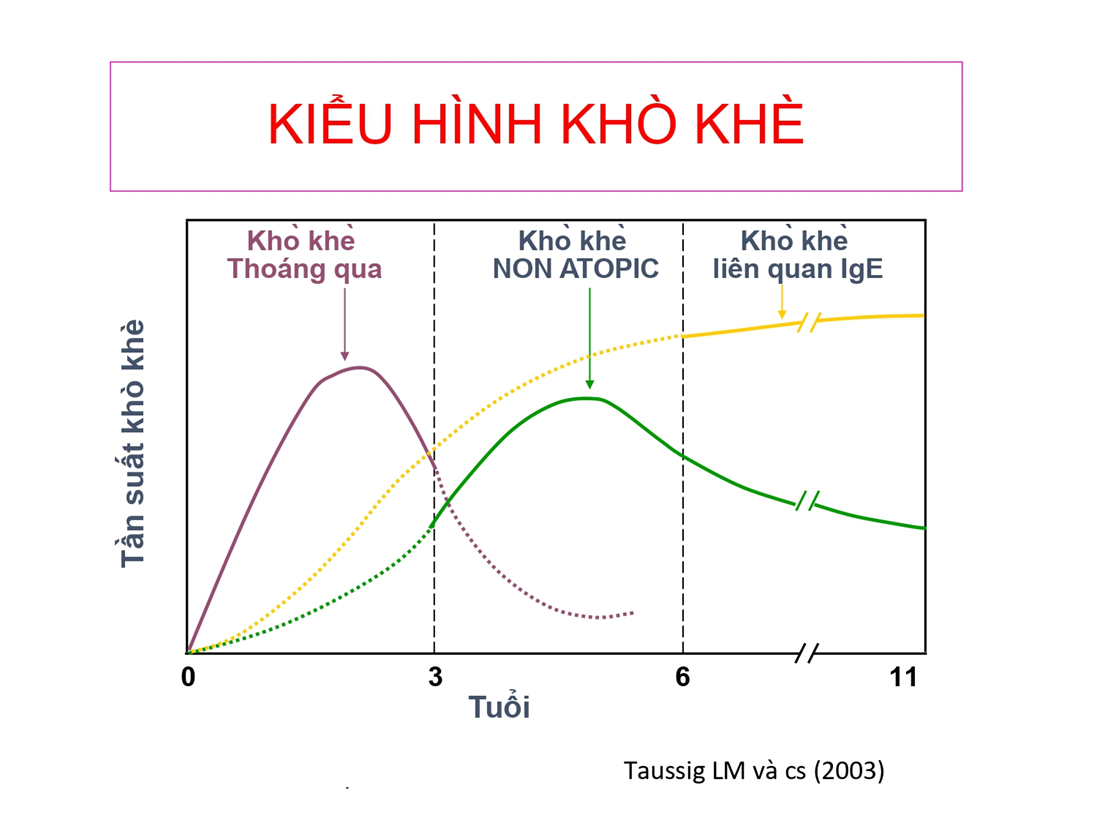 KIỂU HÌNH KHÒ KHÈ
Khò khè
Thoáng qua
Khò khè
NON ATOPIC
Khò khè
liên quan IgE
Tần suất khò khè
0
3
6
11
Tuổi
Taussig LM và cs (2003)